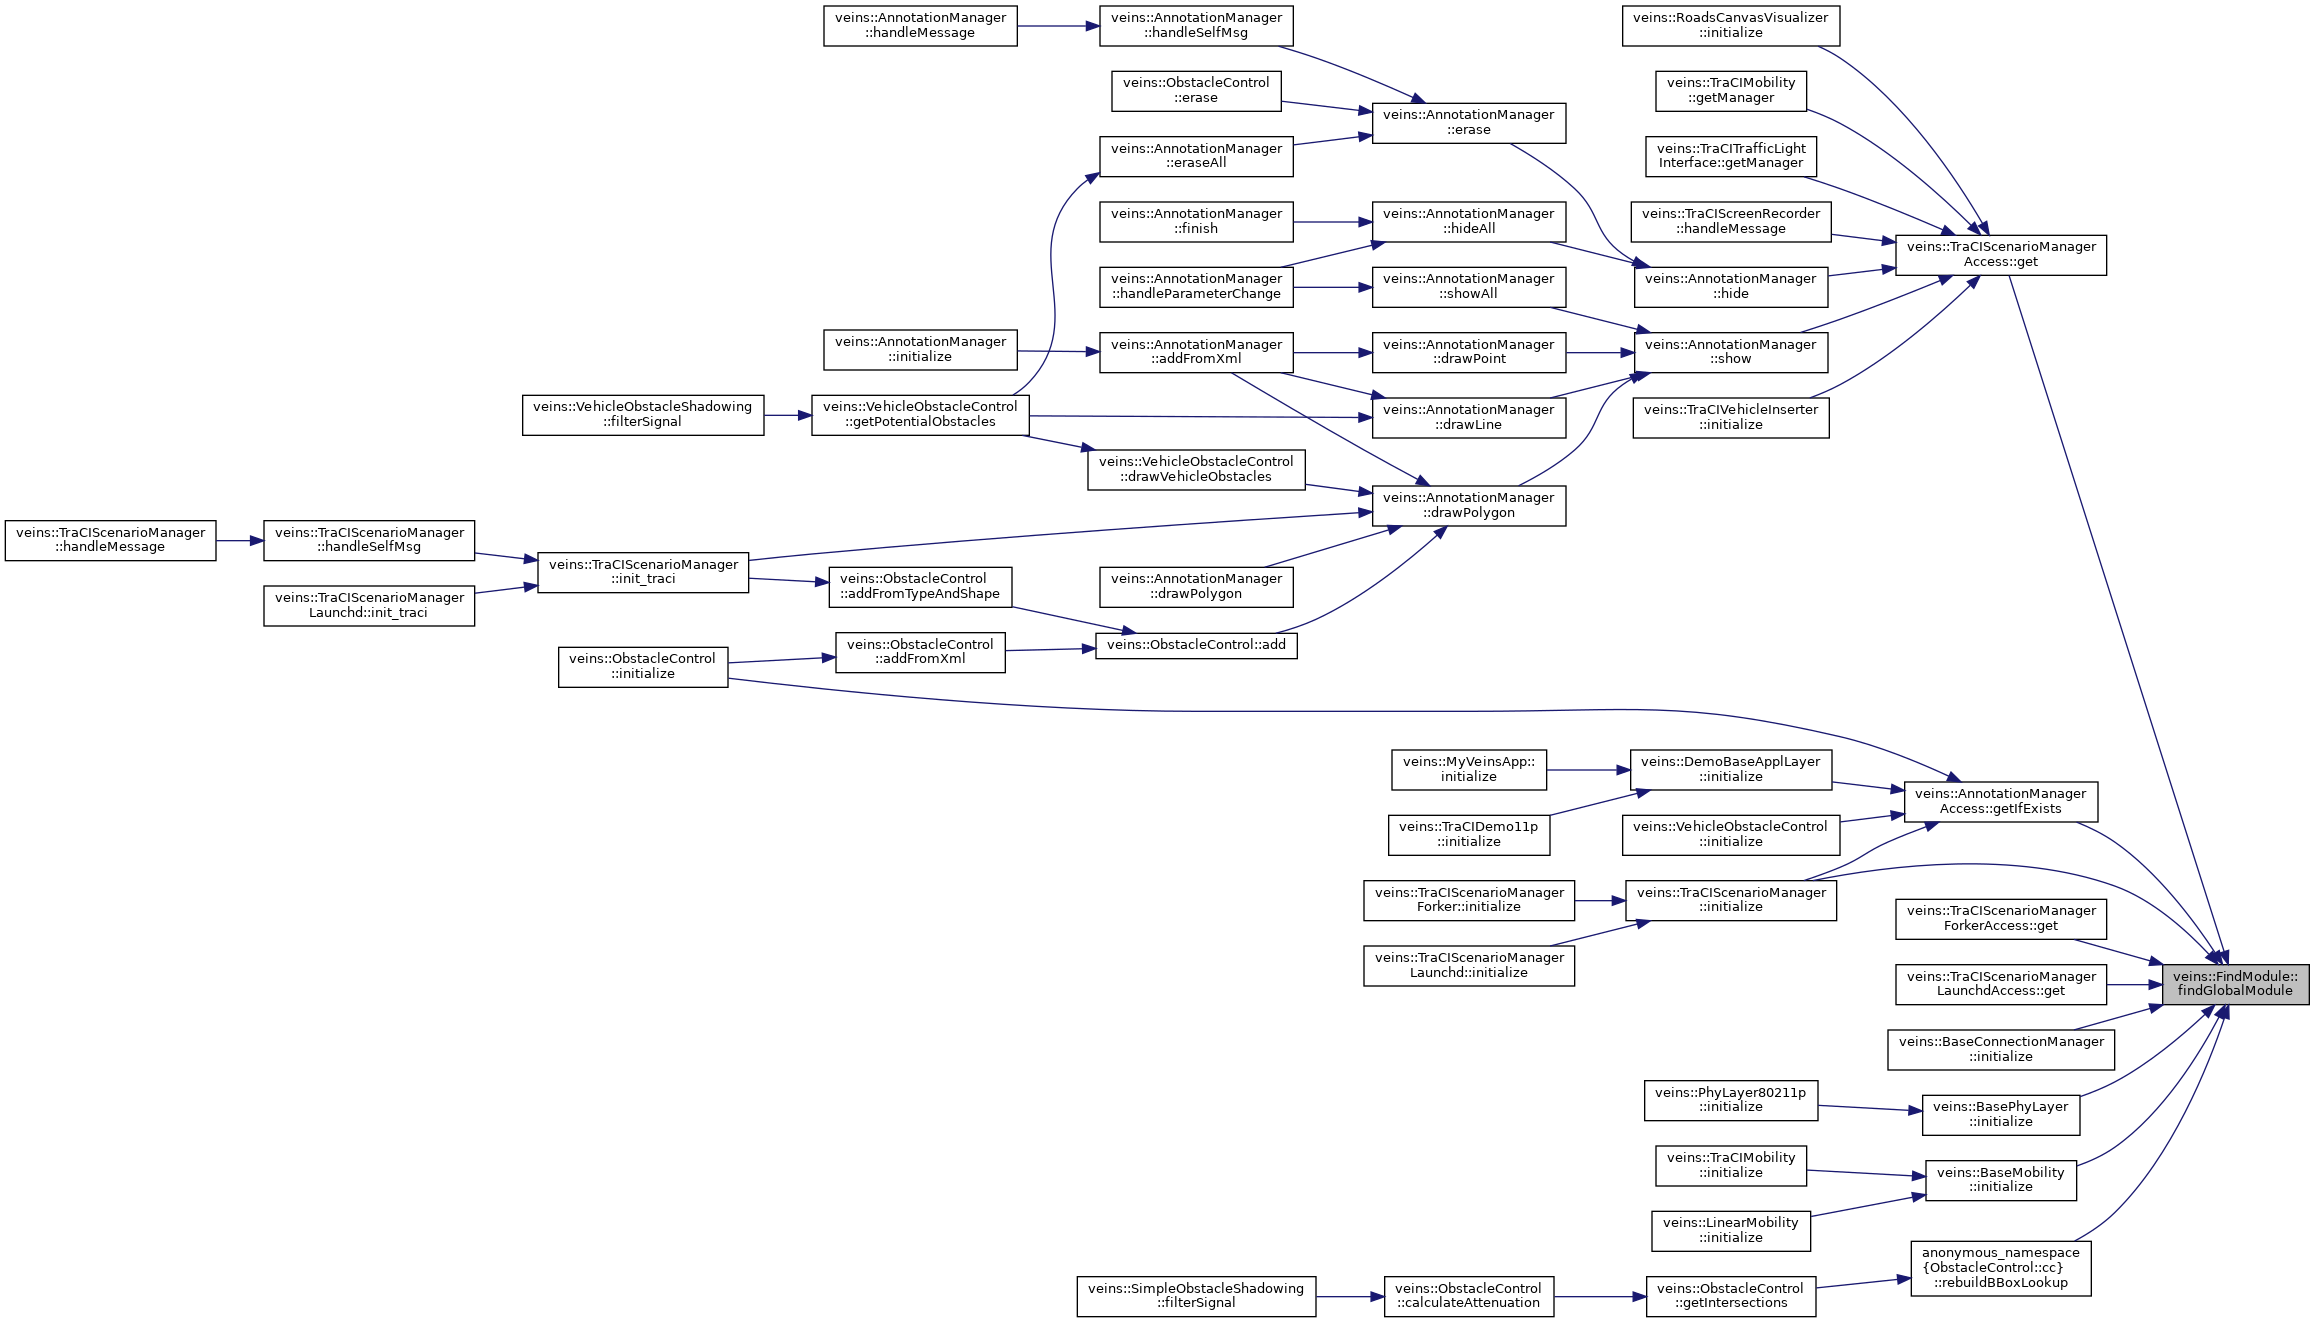 veins::AnnotationManager
::handleMessage
veins::AnnotationManager
::handleSelfMsg
veins::RoadsCanvasVisualizer
::initialize
veins::ObstacleControl
::erase
veins::TraCIMobility
::getManager
veins::AnnotationManager
::erase
veins::AnnotationManager
::eraseAll
veins::TraCITrafficLight
Interface::getManager
veins::AnnotationManager
::finish
veins::AnnotationManager
::hideAll
veins::TraCIScreenRecorder
::handleMessage
veins::TraCIScenarioManager
Access::get
veins::AnnotationManager
::handleParameterChange
veins::AnnotationManager
::showAll
veins::AnnotationManager
::hide
veins::AnnotationManager
::initialize
veins::AnnotationManager
::addFromXml
veins::AnnotationManager
::drawPoint
veins::AnnotationManager
::show
veins::VehicleObstacleShadowing
::filterSignal
veins::VehicleObstacleControl
::getPotentialObstacles
veins::AnnotationManager
::drawLine
veins::TraCIVehicleInserter
::initialize
veins::VehicleObstacleControl
::drawVehicleObstacles
veins::AnnotationManager
::drawPolygon
veins::TraCIScenarioManager
::handleMessage
veins::TraCIScenarioManager
::handleSelfMsg
veins::TraCIScenarioManager
::init_traci
veins::TraCIScenarioManager
Launchd::init_traci
veins::ObstacleControl
::addFromTypeAndShape
veins::AnnotationManager
::drawPolygon
veins::ObstacleControl
::initialize
veins::ObstacleControl
::addFromXml
veins::ObstacleControl::add
veins::MyVeinsApp::
initialize
veins::DemoBaseApplLayer
::initialize
veins::AnnotationManager
Access::getIfExists
veins::TraCIDemo11p
::initialize
veins::VehicleObstacleControl
::initialize
veins::TraCIScenarioManager
Forker::initialize
veins::TraCIScenarioManager
::initialize
veins::TraCIScenarioManager
ForkerAccess::get
veins::TraCIScenarioManager
Launchd::initialize
veins::TraCIScenarioManager
LaunchdAccess::get
veins::FindModule::
findGlobalModule
veins::BaseConnectionManager
::initialize
veins::PhyLayer80211p
::initialize
veins::BasePhyLayer
::initialize
veins::TraCIMobility
::initialize
veins::BaseMobility
::initialize
veins::LinearMobility
::initialize
anonymous_namespace
{ObstacleControl::cc}
::rebuildBBoxLookup
veins::SimpleObstacleShadowing
::filterSignal
veins::ObstacleControl
::calculateAttenuation
veins::ObstacleControl
::getIntersections